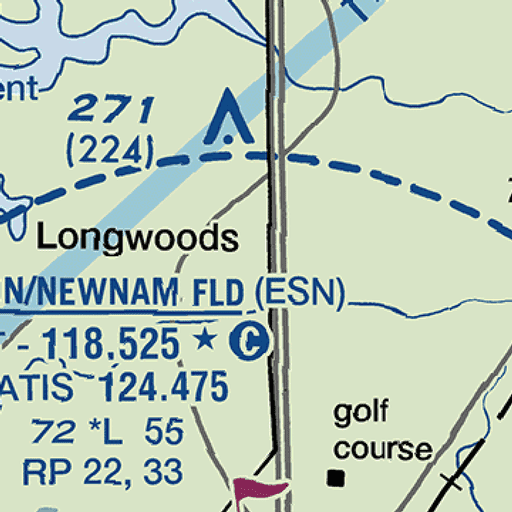 ent
271
(224)
Longwoods
N/NEWNAM FLD (ESN)
- 118.525 ★ C
ATIS 124.475
72 *L 55
RP 22, 33
golf
course